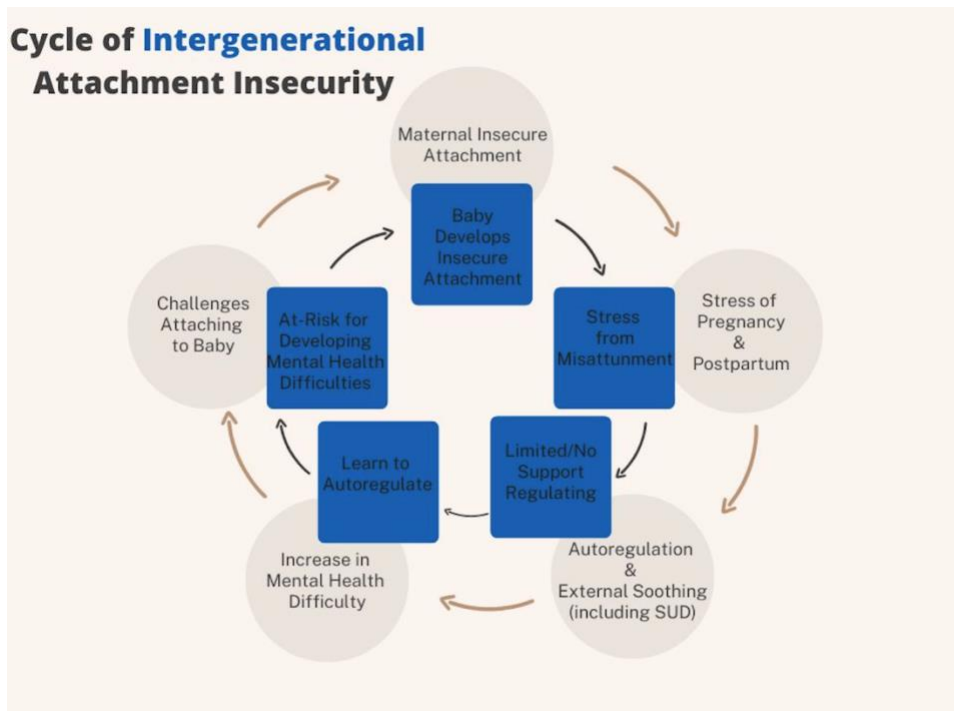 Cycle of Intergenerational
Attachment Insecurity
Maternal Insecure
Attachment
Baby
Develops
Insecure
Attachment
Stress of
Pregnancy
&
Postpartum
Stress
from
Misattunment
Autoregulation
&
External Soothing
(including SUD)
Limited/No
Support
Regulating
Increase in
Mental Health
Difficulty
Learn to
Autoregulate
Challenges
Attaching
to Baby
At-Risk for
Developing
Mental Health
Difficulties